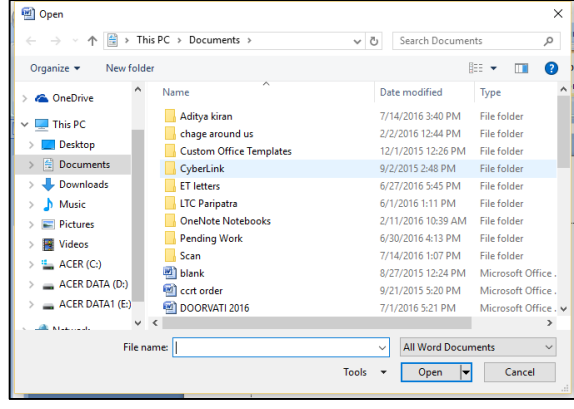 Open
This PC > Documents >
Search Documents
Organize
New folder
Name Date modified Type
OneDrive
This PC
Desktop
Documents
Downloads
Music
Pictures
Videos
ACER (C:)
ACER DATA (D:)
ACER DATA1 (E:)
Network
Aditya kiran 7/14/2016 3:40 PM File folder
chage around us 2/2/2016 12:44 PM File folder
Custom Office Templates 12/1/2015 12:26 PM File folder
CyberLink 9/2/2015 2:48 PM File folder
ET letters 6/27/2016 5:45 PM File folder
LTC Paripatra 6/1/2016 1:11 PM File folder
OneNote Notebooks 2/11/2016 10:39 AM File folder
Pending Work 6/30/2016 4:13 PM File folder
Scan 7/14/2016 1:07 PM File folder
blank 8/27/2015 12:24 PM Microsoft Office .
ccrt order 9/21/2015 5:20 PM Microsoft Office .
DOORVATI 2016 7/1/2016 5:21 PM Microsoft Office .
File name:
All Word Documents
Tools Open Cancel